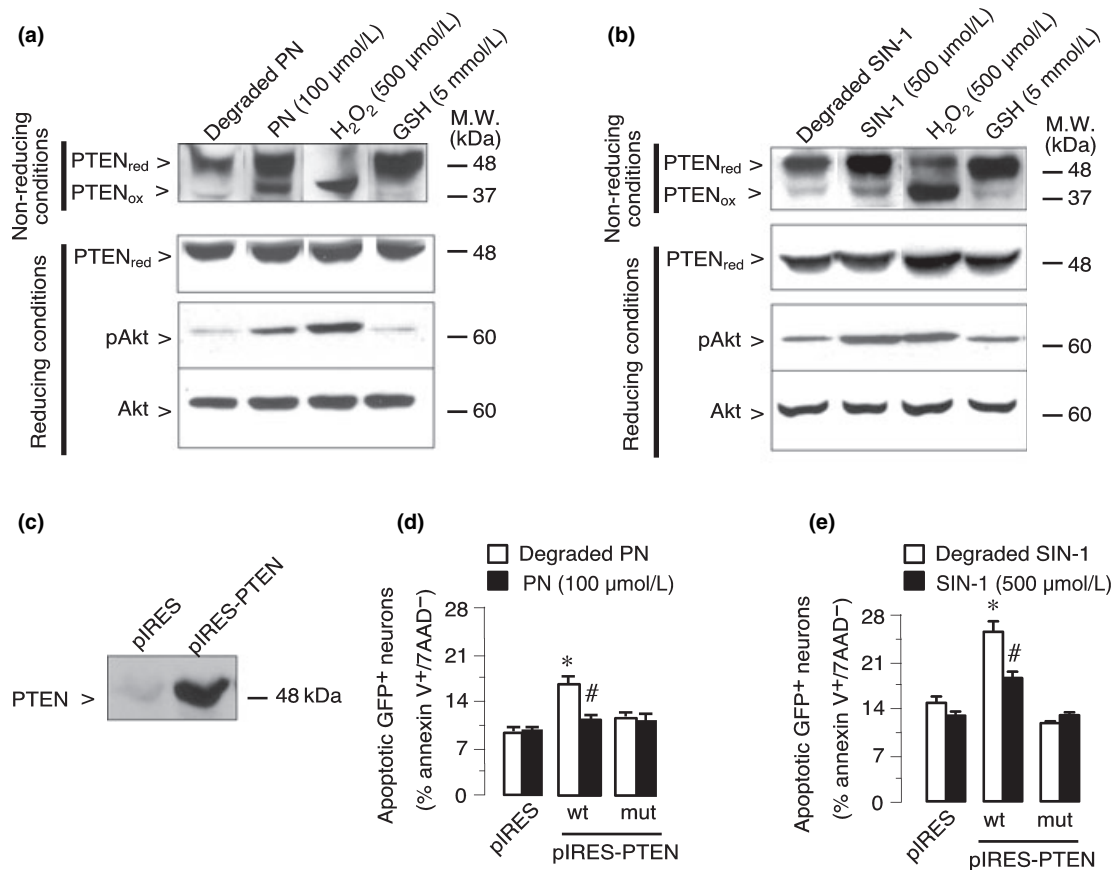 (a)
Degraded PN
PN (100 µmol/L)
H2O2 (500 µmol/L)
GSH (5 mmol/L)
M.W.
(kDa)
Non-reducing
conditions
PTENred >
— 48
PTENox >
— 37
Reducing conditions
PTENred >
— 48
pAkt >
— 60
Akt >
— 60
(b)
Degraded SIN-1
SIN-1 (500 µmol/L)
H2O2 (500 µmol/L)
GSH (5 mmol/L)
M.W.
(kDa)
Non-reducing
conditions
PTENred >
— 48
PTENox >
— 37
Reducing conditions
PTENred >
— 48
pAkt >
— 60
Akt >
— 60
(c)
pIRES
pIRES-PTEN
PTEN >
— 48 kDa
(d)
Degraded PN
PN (100 µmol/L)
Apoptotic GFP+ neurons
(% annexin V+/7AAD−)
28
21
14
7
0
*
#
pIRES
wt
mut
pIRES-PTEN
(e)
Degraded SIN-1
SIN-1 (500 µmol/L)
Apoptotic GFP+ neurons
(% annexin V+/7AAD−)
28
21
14
7
0
*
#
pIRES
wt
mut
pIRES-PTEN